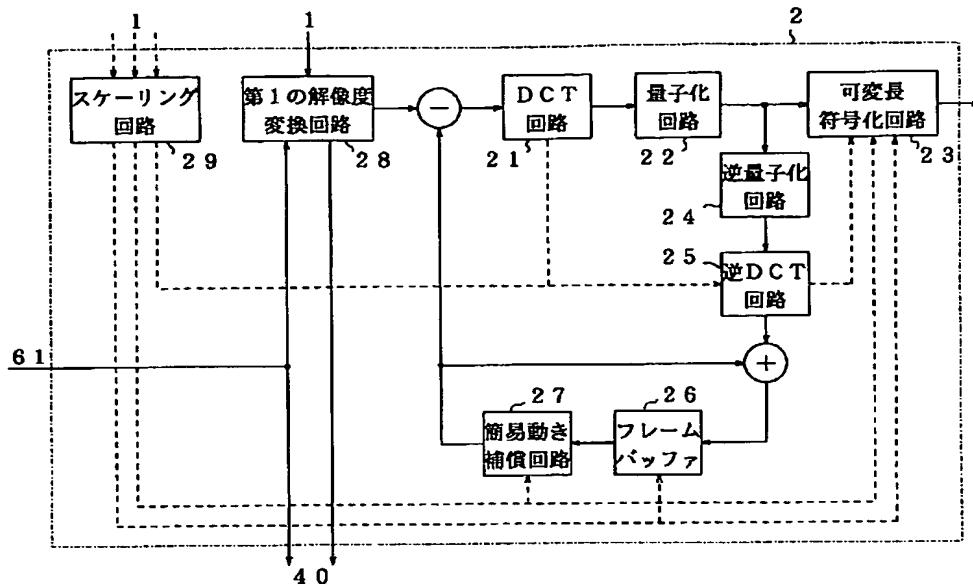 1
1
2
スケーリング
回路
29
第1の解像度
変換回路
28
−
DCT
回路
21
量子化
回路
22
可変長
符号化回路
23
逆量子化
回路
24
25
逆DCT
回路
61
+
27
簡易動き
補償回路
26
フレーム
バッファ
40